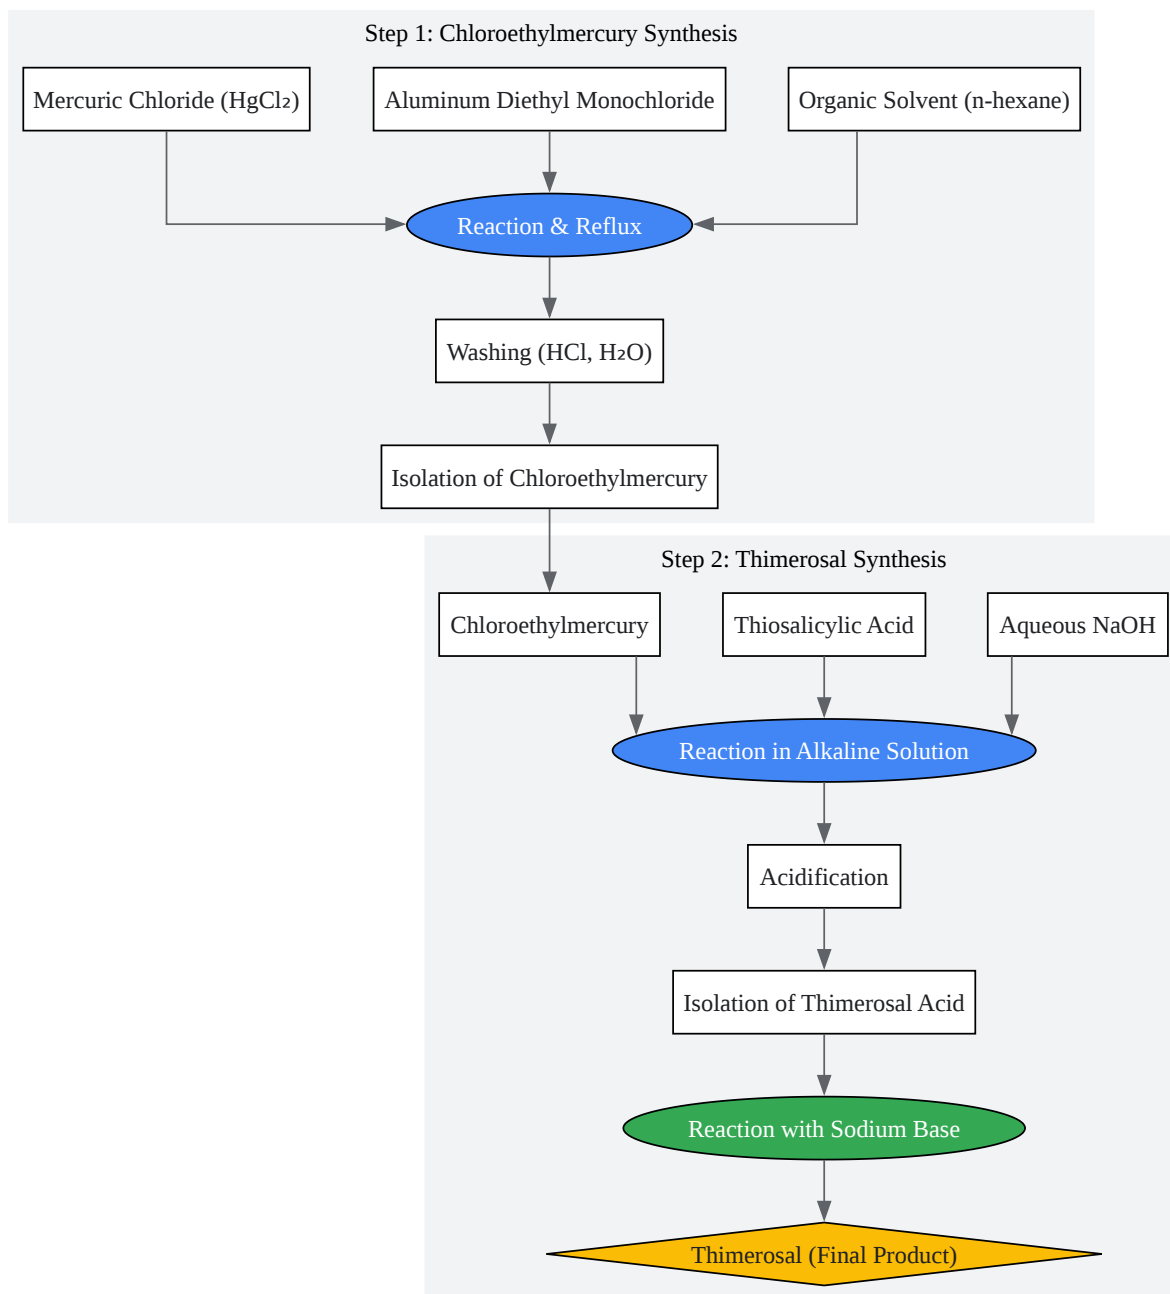 Step 1: Chloroethylmercury Synthesis
Mercuric Chloride (HgCl₂)
Aluminum Diethyl Monochloride
Organic Solvent (n-hexane)
Reaction & Reflux
Washing (HCl, H₂O)
Isolation of Chloroethylmercury
Step 2: Thimerosal Synthesis
Chloroethylmercury
Thiosalicylic Acid
Aqueous NaOH
Reaction in Alkaline Solution
Acidification
Isolation of Thimerosal Acid
Reaction with Sodium Base
Thimerosal (Final Product)